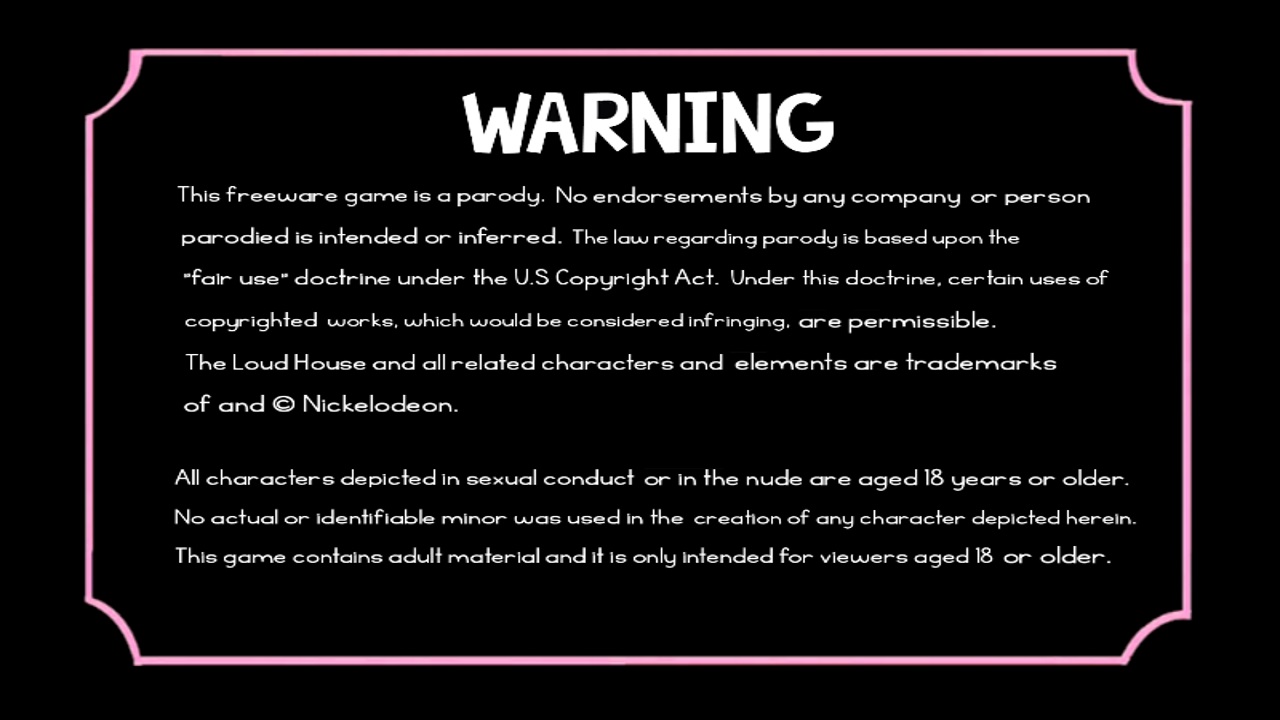 WARNING
This freeware game is a parody. No endorsements by any company or person
parodied is intended or inferred. The law regarding parody is based upon the
"fair use" doctrine under the U.S Copyright Act. Under this doctrine, certain uses of
copyrighted works, which would be considered infringing, are permissible.
The Loud House and all related characters and elements are trademarks
of and © Nickelodeon.
All characters depicted in sexual conduct or in the nude are aged 18 years or older.
No actual or identifiable minor was used in the creation of any character depicted herein.
This game contains adult material and it is only intended for viewers aged 18 or older.